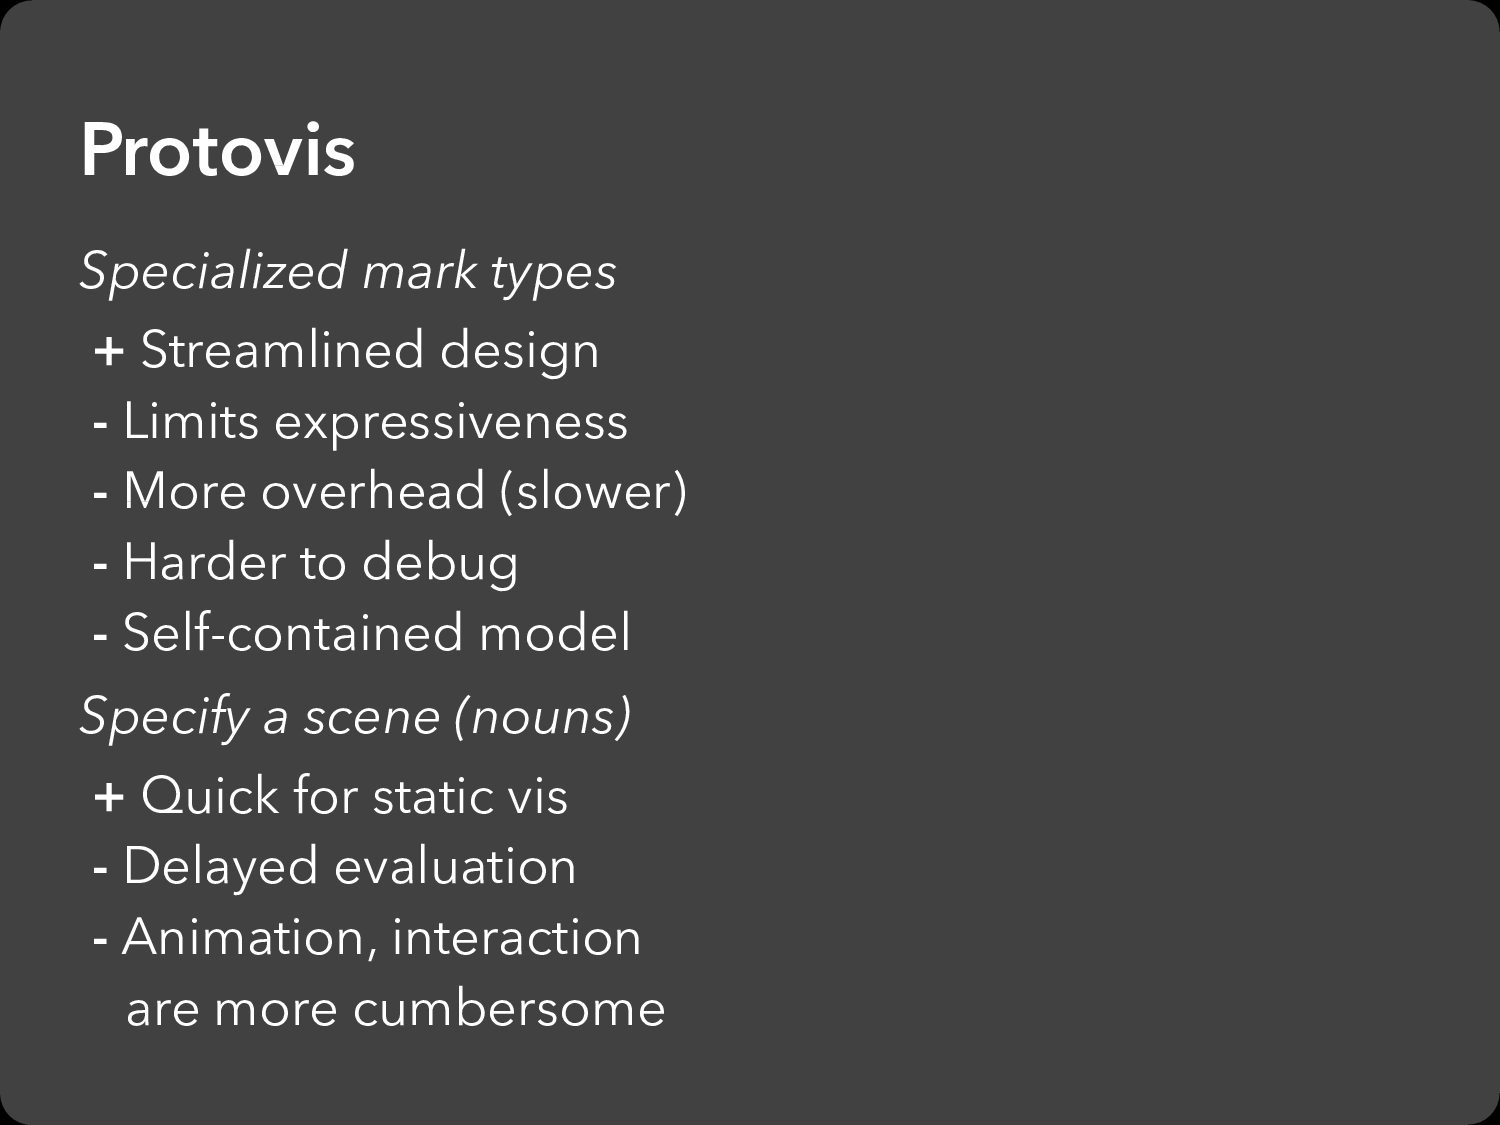 Protovis
Specialized mark types
+ Streamlined design
- Limits expressiveness
- More overhead (slower)
- Harder to debug
- Self-contained model
Specify a scene (nouns)
+ Quick for static vis
- Delayed evaluation
- Animation, interaction
are more cumbersome